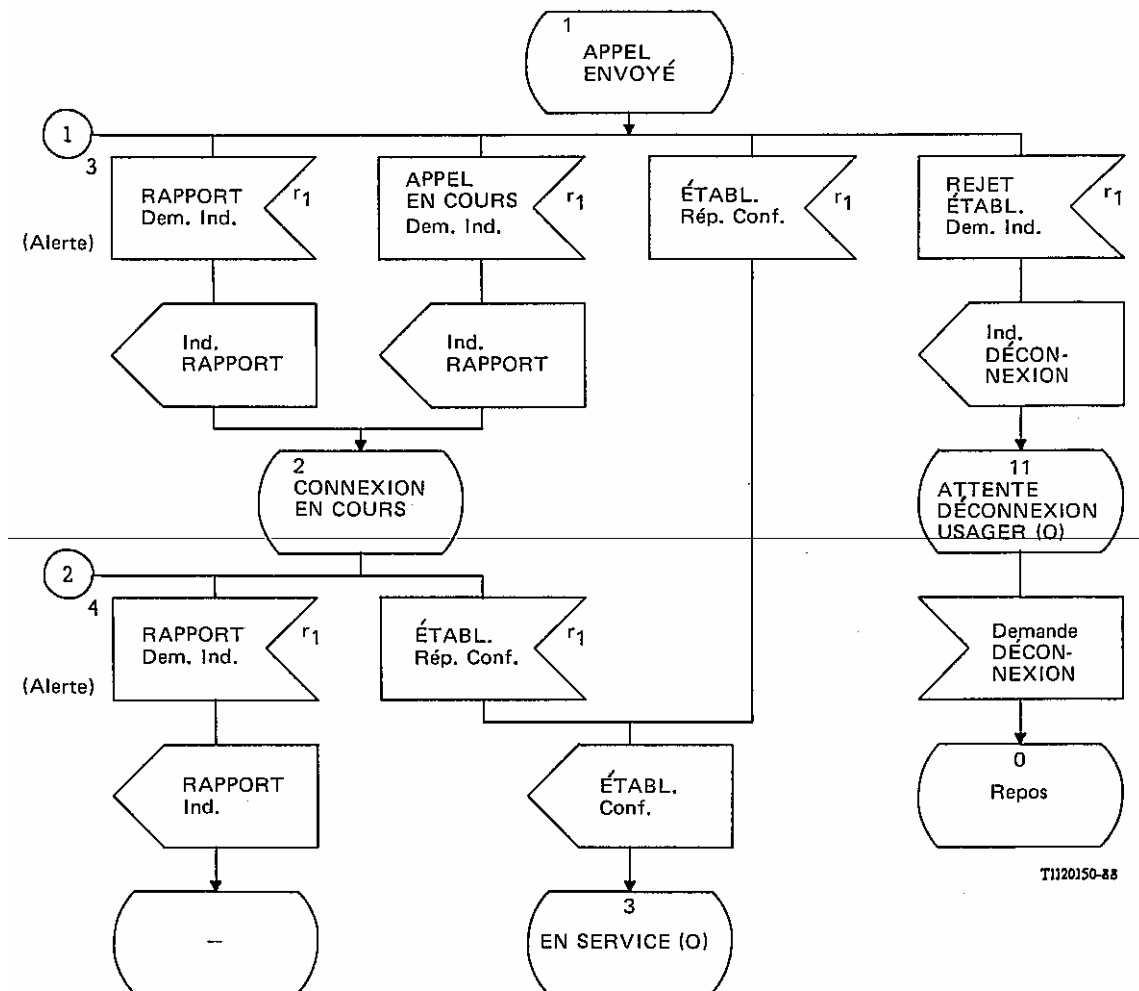 1
APPEL
ENVOYÉ
1
3
RAPPORT
Dem. Ind.
r1
(Alerte)
APPEL
EN COURS
Dem. Ind.
r1
ÉTABL.
Rép. Conf.
r1
REJET
ÉTABL.
Dem. Ind.
r1
Ind.
RAPPORT
Ind.
RAPPORT
Ind.
DÉCON-
NEXION
2
CONNEXION
EN COURS
11
ATTENTE
DÉCONNEXION
USAGER (O)
2
4
RAPPORT
Dem. Ind.
r1
(Alerte)
ÉTABL.
Rép. Conf.
r1
Demande
DÉCON-
NEXION
RAPPORT
Ind.
ÉTABL.
Conf.
0
Repos
T1120150-88
–
3
EN SERVICE (O)